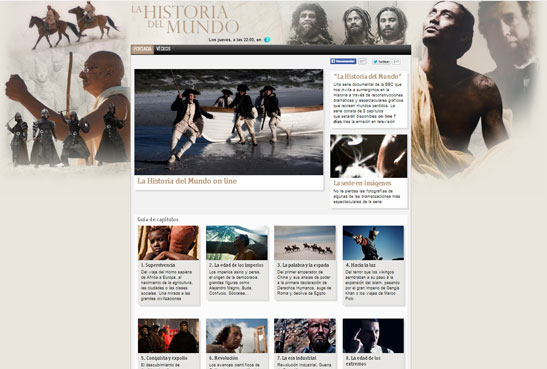 LA HISTORIA
DEL MUNDO
Los jueves, a las 22:00, en
PORTADA VÍDEOS
La Historia del Mundo on line
"La Historia del Mundo"
Una serie documental de la BBC que
nos invita a sumergirnos en la
Historia a través de reconstrucciones
dramáticas y espectaculares gráficos
que recrean mundos perdidos. La
serie consta de 8 capítulos
que estarán disponibles on line 7
días tras la emisión en televisión
La serie en imágenes
No te pierdas las fotografías de
algunas de las dramatizaciones más
espectaculares de la serie.
Guía de capítulos
1. Supervivencia
Del viaje del Homo sapiens
de África a Europa, al
nacimiento de la agricultura,
las ciudades o las clases
sociales. Una mirada a las
grandes civilizaciones
2. La edad de los imperios
Los imperios asirio y persa,
el origen de la democracia,
grandes figuras como
Alejandro Magno, Buda,
Confucio, Sócrates...
3. La palabra y la espada
Del primer emperador de
China y sus ansias de poder
a la primera declaración de
Derechos Humanos, auge de
Roma y declive de Egipto
4. Hacia la luz
Del terror que los vikingos
sembraban a su paso a la
expansión del islam, pasando
por el gran imperio de Gengis
Khan o los viajes de Marco
Polo
5. Conquista y expolio
El descubrimiento de
6. Revolución
Los avances científicos de
7. La era industrial
Revolución Industrial, Guerra
8. La edad de los
extremos